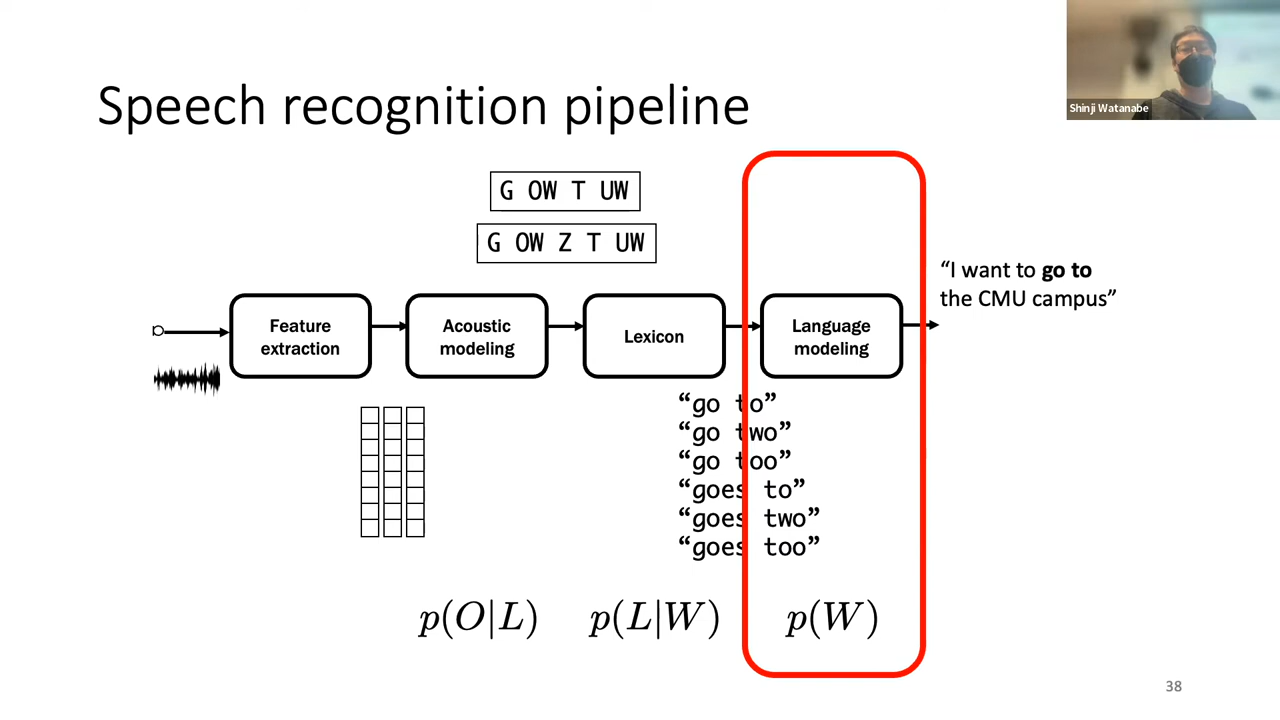 Shinji Watanabe
Speech recognition pipeline
G OW T UW
G OW Z T UW
Feature
extraction
Acoustic
modeling
Lexicon
Language
modeling
“I want to go to
the CMU campus”
“go to”
“go two”
“go too”
“goes to”
“goes two”
“goes too”
p(O|L)
p(L|W)
p(W)
38